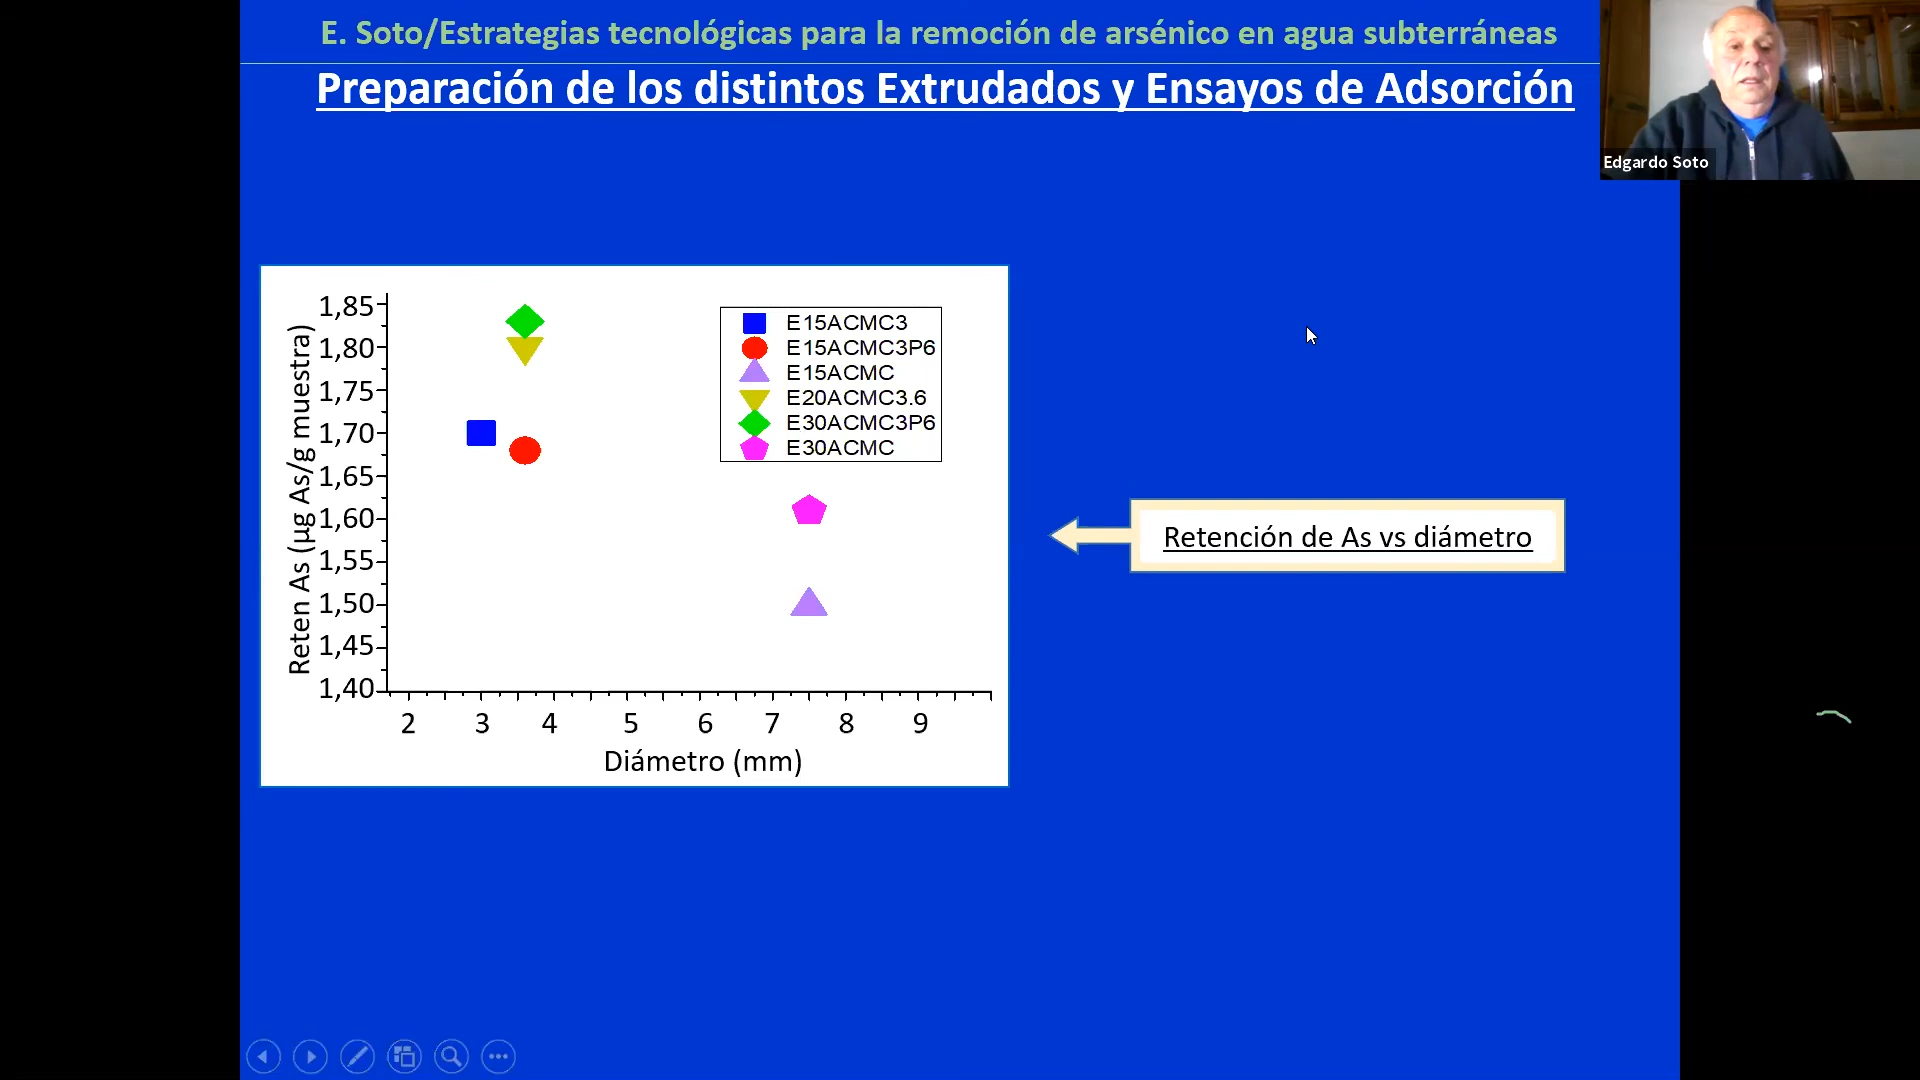 E. Soto/Estrategias tecnológicas para la remoción de arsénico en agua subterráneas
Preparación de los distintos Extrudados y Ensayos de Adsorción
Edgardo Soto
Reten As (µg As/g muestra)
1,85
1,80
1,75
1,70
1,65
1,60
1,55
1,50
1,45
1,40
E15ACMC3
E15ACMC3P6
E15ACMC
E20ACMC3.6
E30ACMC3P6
E30ACMC
2 3 4 5 6 7 8 9
Diámetro (mm)
Retención de As vs diámetro